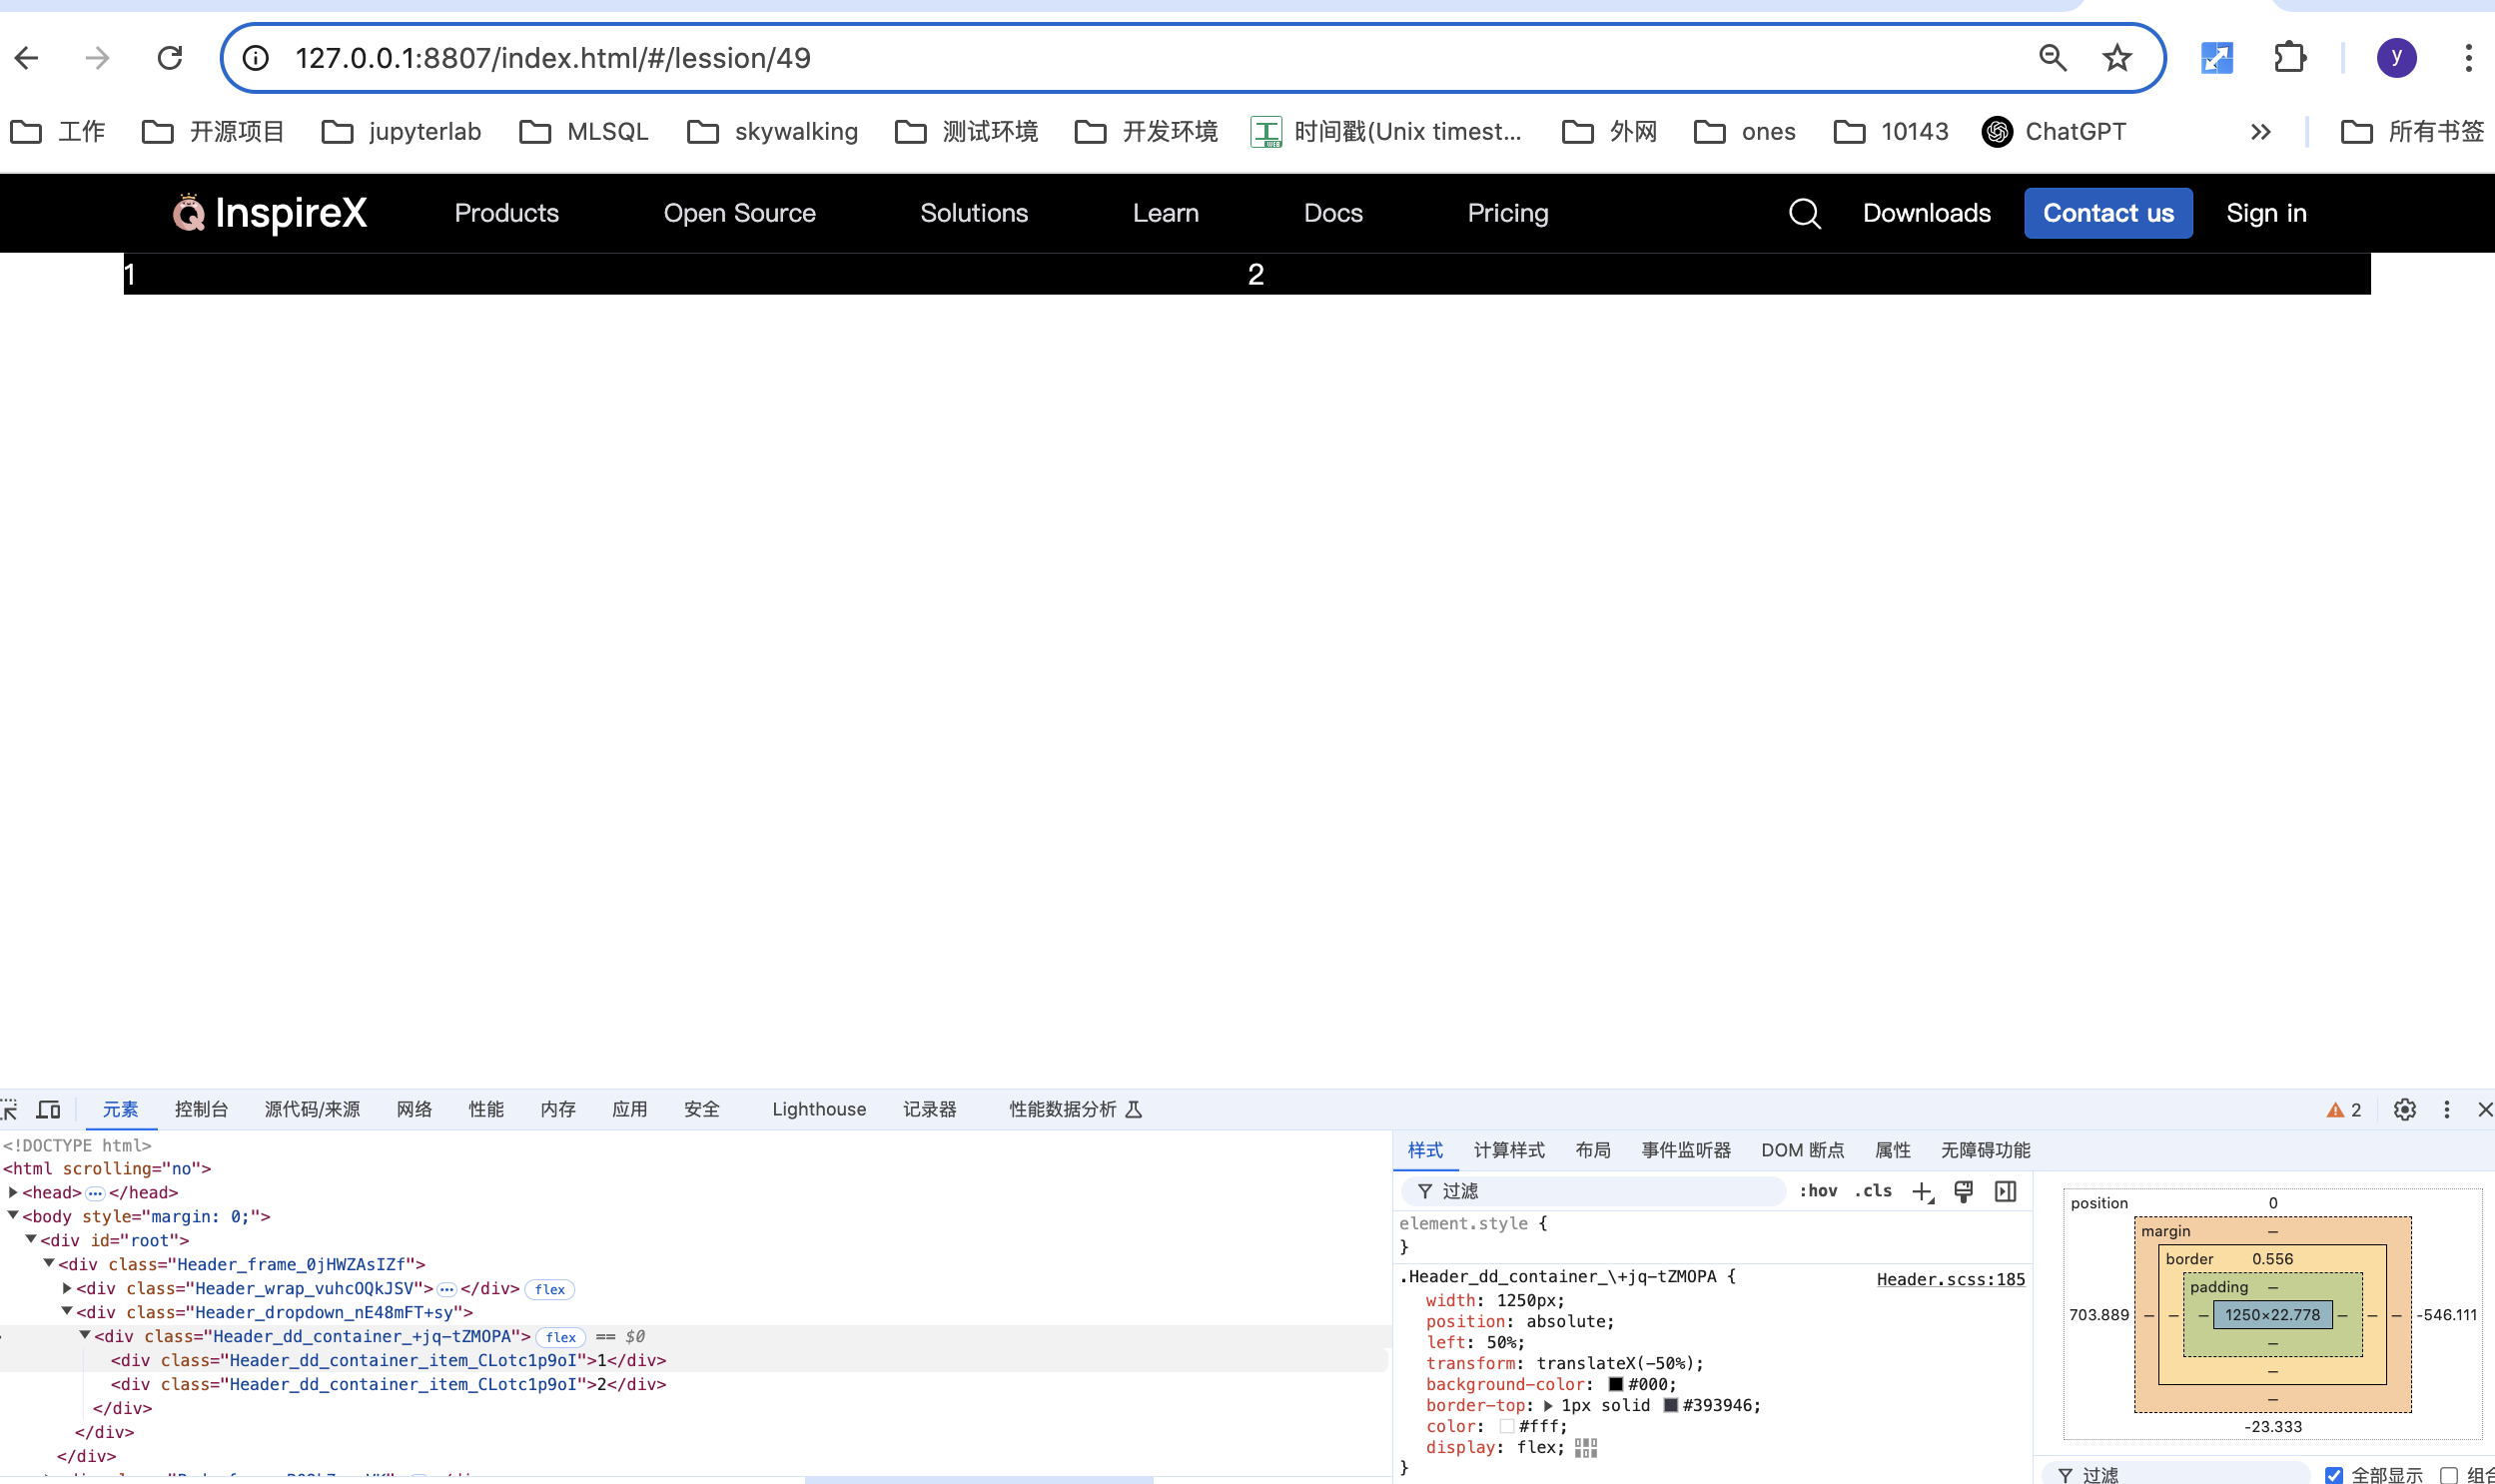 127.0.0.1:8807/index.html/#/lession/49
y
工作 开源项目 jupyterlab MLSQL skywalking 测试环境 开发环境 时间戳(Unix timest... 外网 ones 10143 ChatGPT » 所有书签
InspireX Products Open Source Solutions Learn Docs Pricing Downloads Contact us Sign in
1 2
元素 控制台 源代码/来源 网络 性能 内存 应用 安全 Lighthouse 记录器 性能数据分析 2
<!DOCTYPE html>
<html scrolling="no">
<head>…</head>
<body style="margin: 0;">
<div id="root">
<div class="Header_frame_0jHWZAsIZf">
<div class="Header_wrap_vuhcOQkJSV">…</div> flex
<div class="Header_dropdown_nE48mFT+sy">
<div class="Header_dd_container_+jq-tZMOPA"> flex == $0
<div class="Header_dd_container_item_CLotc1p9oI">1</div>
<div class="Header_dd_container_item_CLotc1p9oI">2</div>
</div>
</div>
</div>
样式 计算样式 布局 事件监听器 DOM 断点 属性 无障碍功能
过滤 :hov .cls
element.style {
}
.Header_dd_container_\+jq-tZMOPA { Header.scss:185
width: 1250px;
position: absolute;
left: 50%;
transform: translateX(-50%);
background-color: #000;
border-top: 1px solid #393946;
color: #fff;
display: flex;
}
position 0
margin –
border 0.556
padding –
703.889 – – – 1250×22.778 – – – -546.111
–
–
–
-23.333
过滤 全部显示